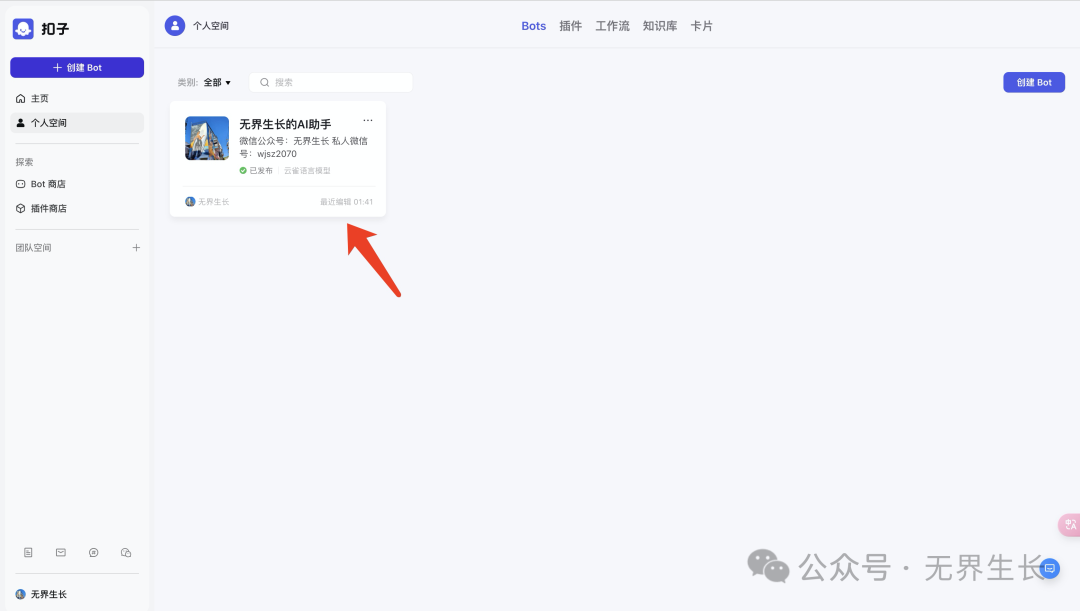 扣子
创建 Bot
主页
个人空间
探索
Bot 商店
插件商店
团队空间
无界生长
个人空间
Bots 插件 工作流 知识库 卡片
类别: 全部 搜索
创建 Bot
无界生长的AI助手 ...
微信公众号：无界生长 私人微信
号：wjsz2070
已发布 云雀语言模型
无界生长 最近编辑 01:41
公众号 · 无界生长